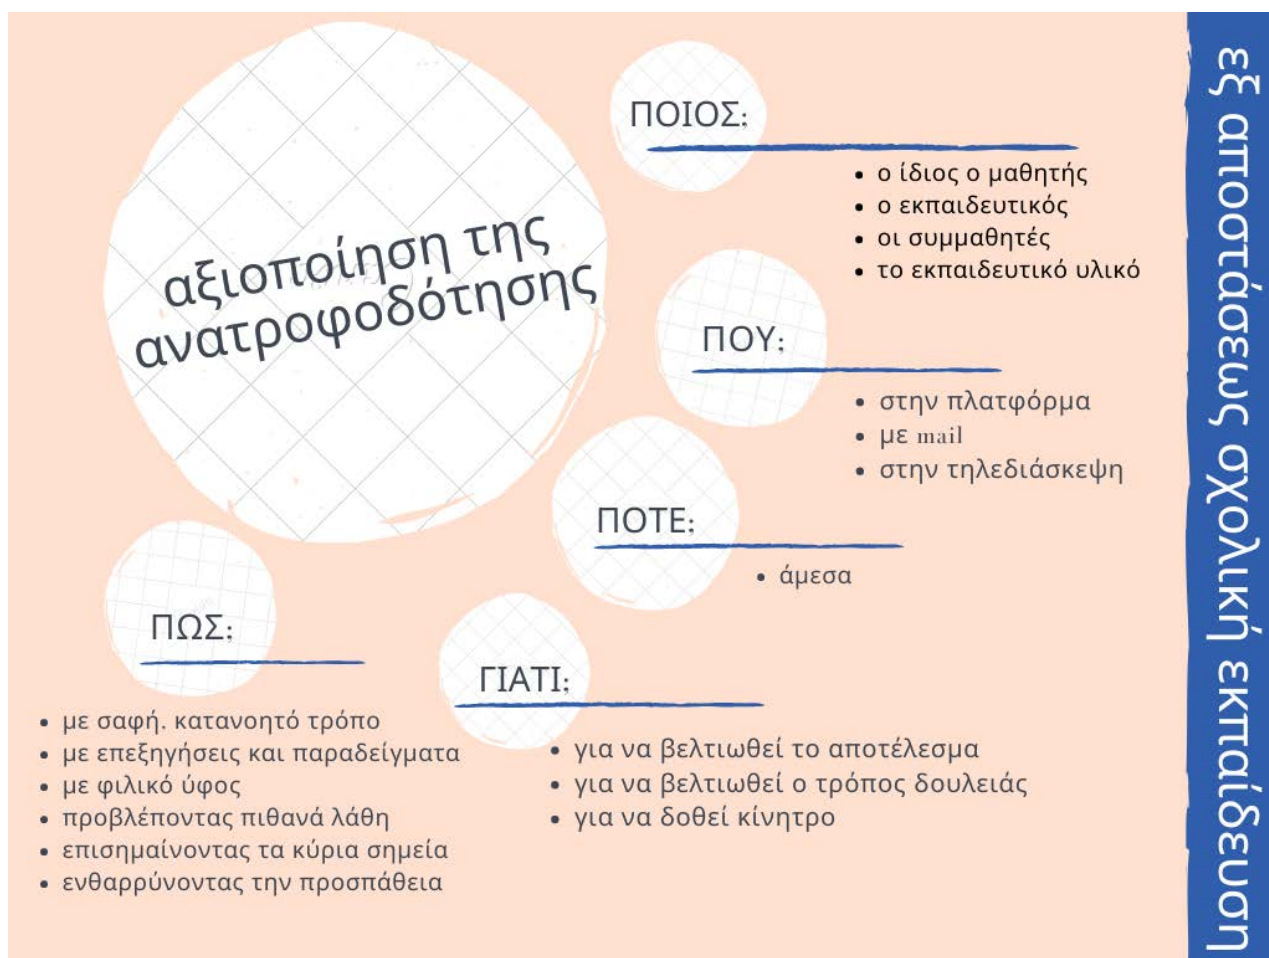 αξιοποίηση της
ανατροφοδότησης
ΠΟΙΟΣ;
• ο ίδιος ο μαθητής
• ο εκπαιδευτικός
• οι συμμαθητές
• το εκπαιδευτικό υλικό
ΠΟΥ;
• στην πλατφόρμα
• με mail
• στην τηλεδιάσκεψη
ΠΟΤΕ;
• άμεσα
ΓΙΑΤΙ;
• για να βελτιωθεί το αποτέλεσμα
• για να βελτιωθεί ο τρόπος δουλειάς
• για να δοθεί κίνητρο
ΠΩΣ;
• με σαφή. κατανοητό τρόπο
• με επεξηγήσεις και παραδείγματα
• με φιλικό ύφος
• προβλέποντας πιθανά λάθη
• επισημαίνοντας τα κύρια σημεία
• ενθαρρύνοντας την προσπάθεια
εξ αποστάσεως σχολική εκπαίδευση